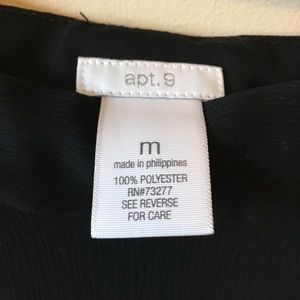 apt.9
m
made in philippines
100% POLYESTER
RN#73277
SEE REVERSE
FOR CARE